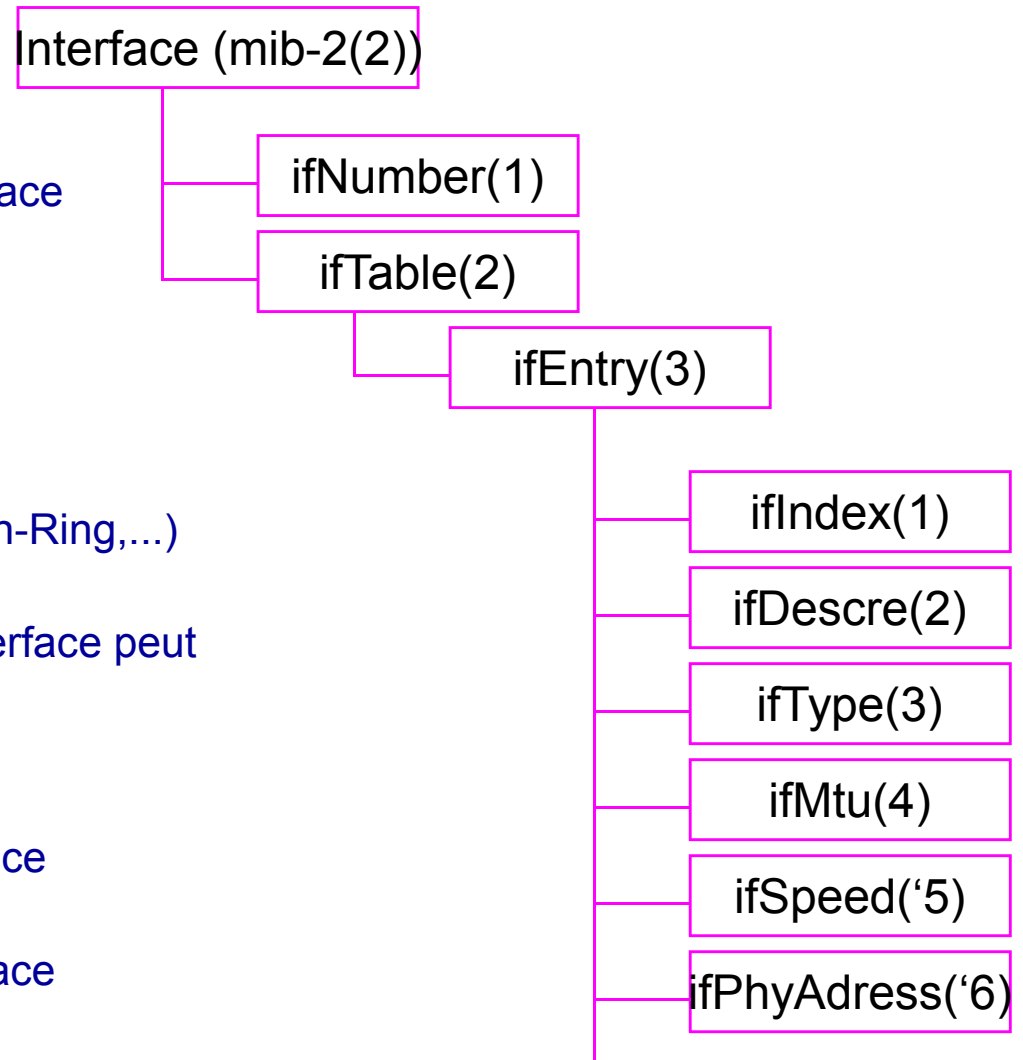 Interface (mib-2(2))
ifNumber(1)
ace
ifTable(2)
ifEntry(3)
ifIndex(1)
n-Ring,...)
ifDescre(2)
erface peut
ifType(3)
ifMtu(4)
ce
ifSpeed(‘5)
ace
ifPhyAdress(‘6)